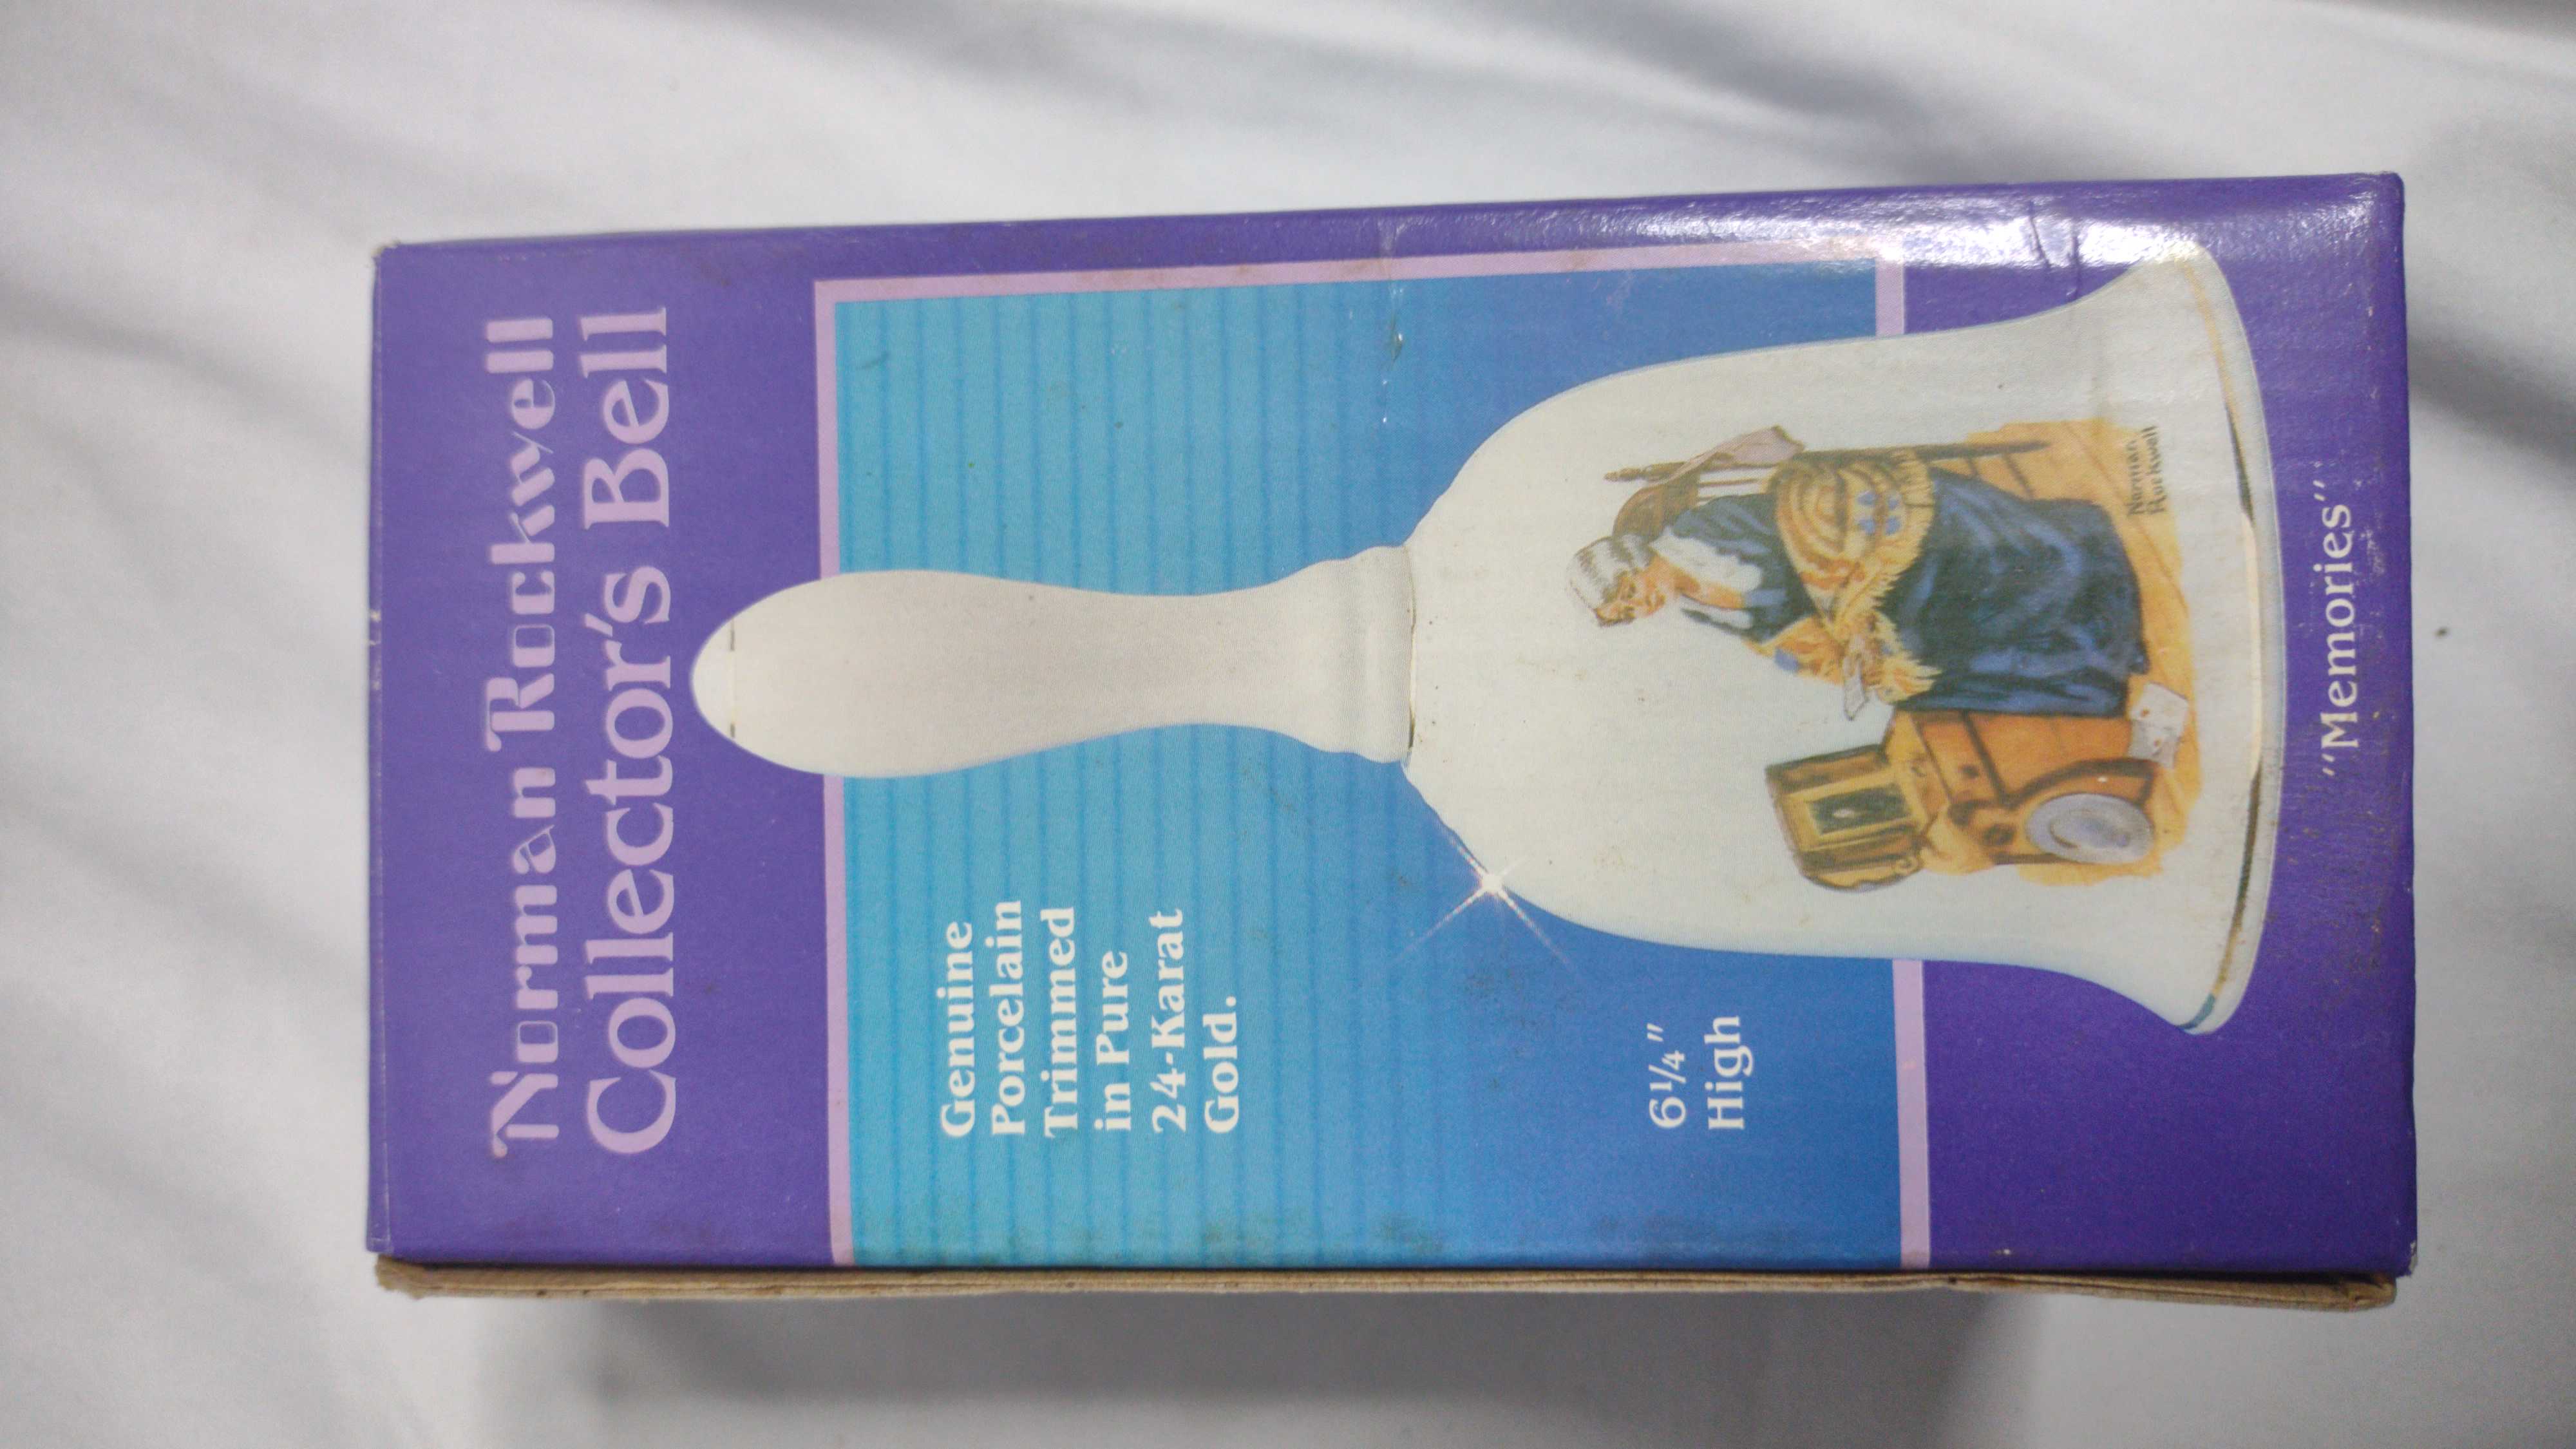 Norman Rockwell
Collector's Bell
Genuine
Porcelain
Trimmed
in Pure
24-Karat
Gold.
6¼"
High
Norman
Rockwell
"Memories"